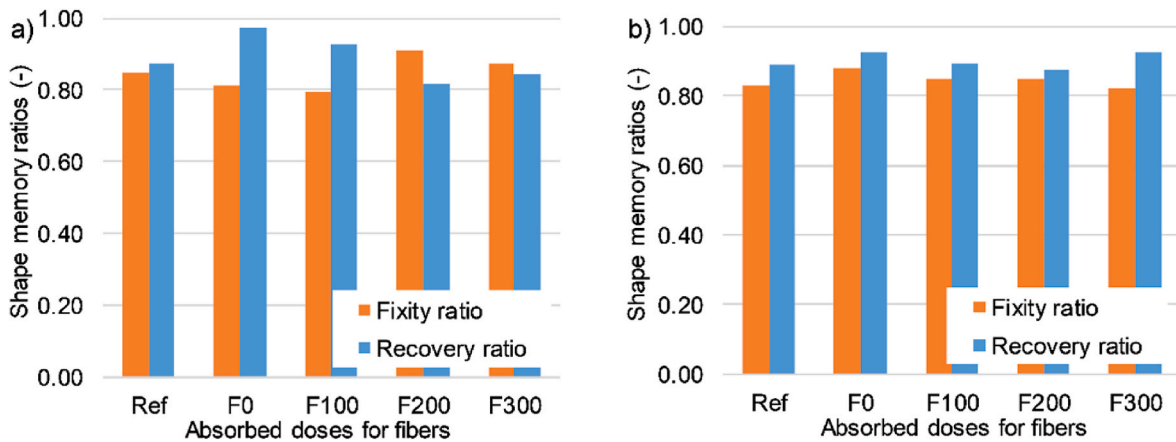 a)
Shape memory ratios (-)
1.00
0.80
0.60
0.40
0.20
0.00
Fixity ratio
Recovery ratio
Ref F0 F100 F200 F300
Absorbed doses for fibers
b)
Shape memory ratios (-)
1.00
0.80
0.60
0.40
0.20
0.00
Fixity ratio
Recovery ratio
Ref F0 F100 F200 F300
Absorbed doses for fibers